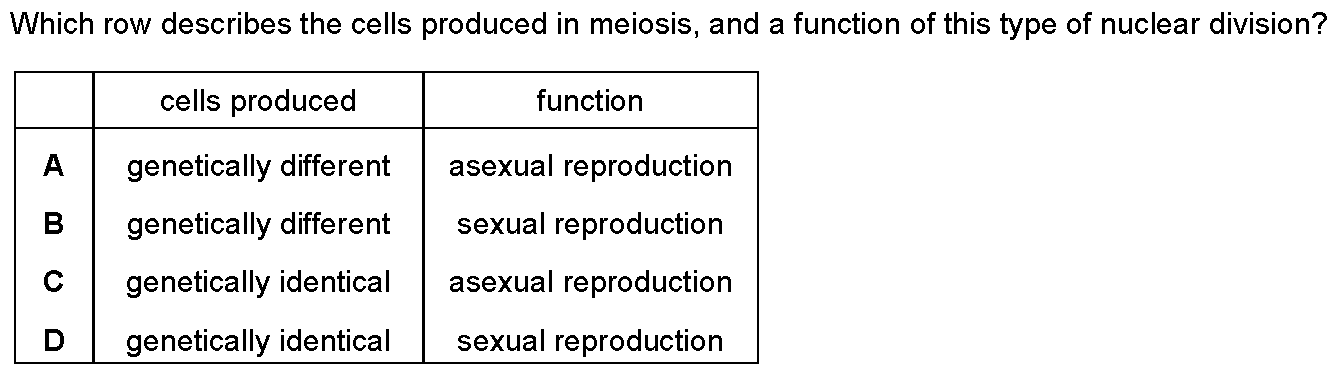 Which row describes the cells produced in meiosis, and a function of this type of nuclear division?
cells produced function
A genetically different asexual reproduction
B genetically different sexual reproduction
C genetically identical asexual reproduction
D genetically identical sexual reproduction